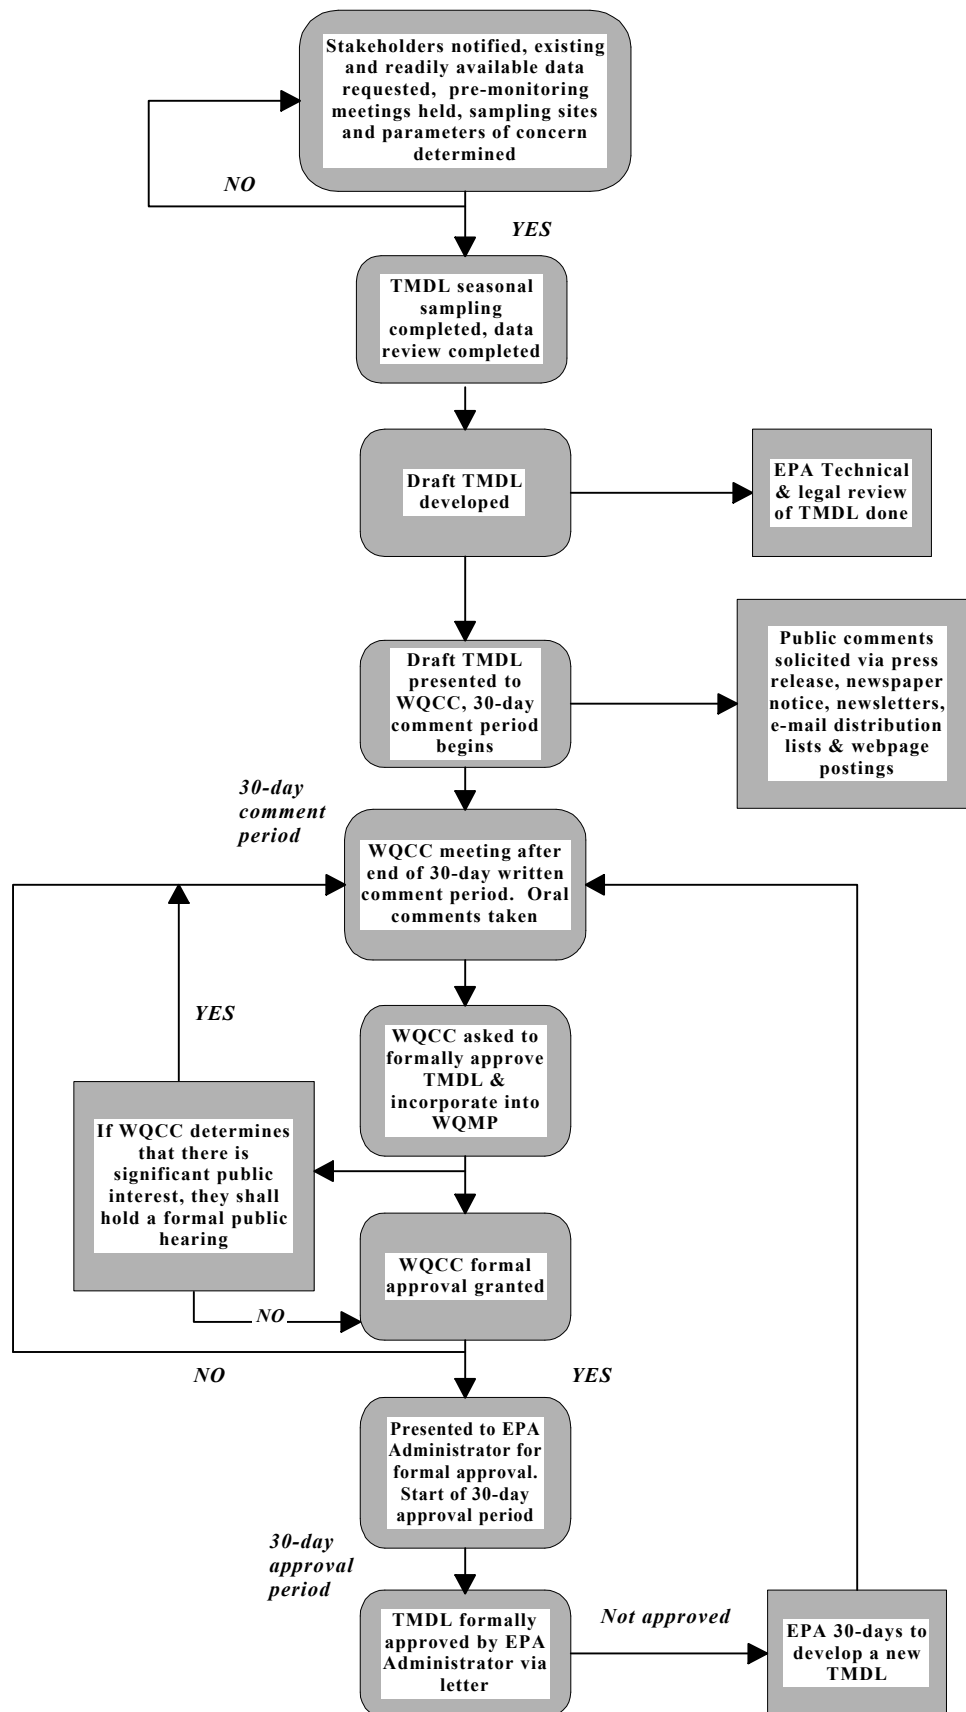 Stakeholders notified, existing
and readily available data
requested, pre-monitoring
meetings held, sampling sites
and parameters of concern
determined
NO
YES
TMDL seasonal
sampling
completed, data
review completed
Draft TMDL
developed
EPA Technical
& legal review
of TMDL done
Draft TMDL
presented to
WQCC, 30-day
comment period
begins
Public comments
solicited via press
release, newspaper
notice, newsletters,
e-mail distribution
lists & webpage
postings
30-day
comment
period
WQCC meeting after
end of 30-day written
comment period. Oral
comments taken
YES
WQCC asked to
formally approve
TMDL &
incorporate into
WQMP
If WQCC determines
that there is
significant public
interest, they shall
hold a formal public
hearing
WQCC formal
approval granted
NO
NO
YES
Presented to EPA
Administrator for
formal approval.
Start of 30-day
approval period
30-day
approval
period
TMDL formally
approved by EPA
Administrator via
letter
Not approved
EPA 30-days to
develop a new
TMDL